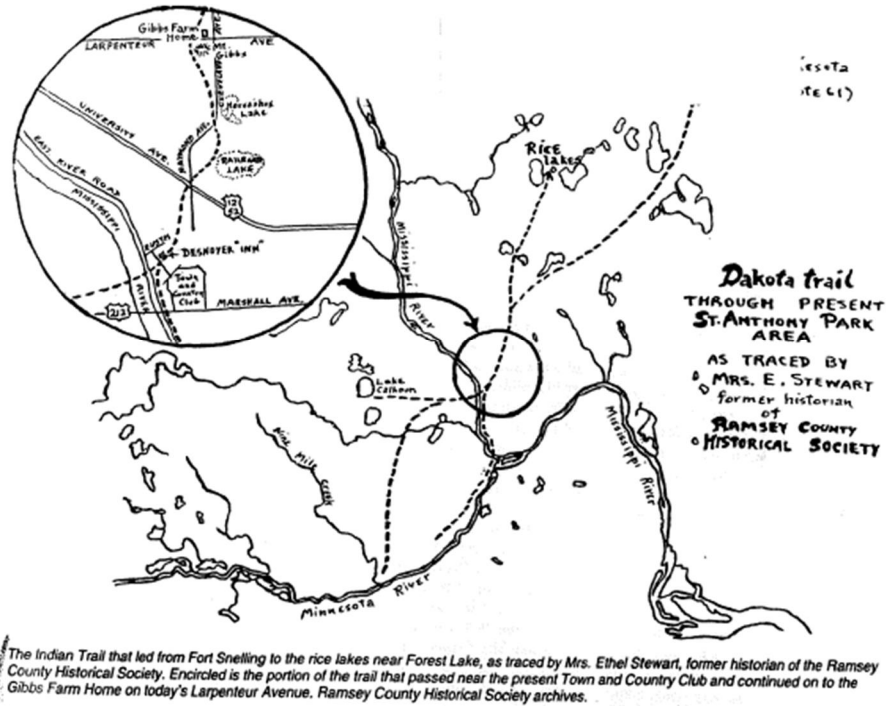 Gibbs Farm
Home
LARPENTEUR AVE
AVE.
Mt.
Gibbs
CLEVELAND
Lake
UNIVERSITY AVE.
RAYMOND AVE.
LAKE
EAST RIVER ROAD
MISSISSIPPI
RIVER
12
52
DESNOYER "INN"
Town
and
Country
Club
212
MARSHALL AVE.
esota
Rice
Lakes
MISSISSIPPI
RIVER
Lake
Calhoun
Nine Mile
Creek
Minnesota River
Mississippi
River
Dakota trail
THROUGH PRESENT
ST. ANTHONY PARK
AREA
AS TRACED BY
MRS. E. STEWART
former historian
of
RAMSEY COUNTY
HISTORICAL SOCIETY
The Indian Trail that led from Fort Snelling to the rice lakes near Forest Lake, as traced by Mrs. Ethel Stewart, former historian of the Ramsey
County Historical Society. Encircled is the portion of the trail that passed near the present Town and Country Club and continued on to the
Gibbs Farm Home on today's Larpenteur Avenue. Ramsey County Historical Society archives.